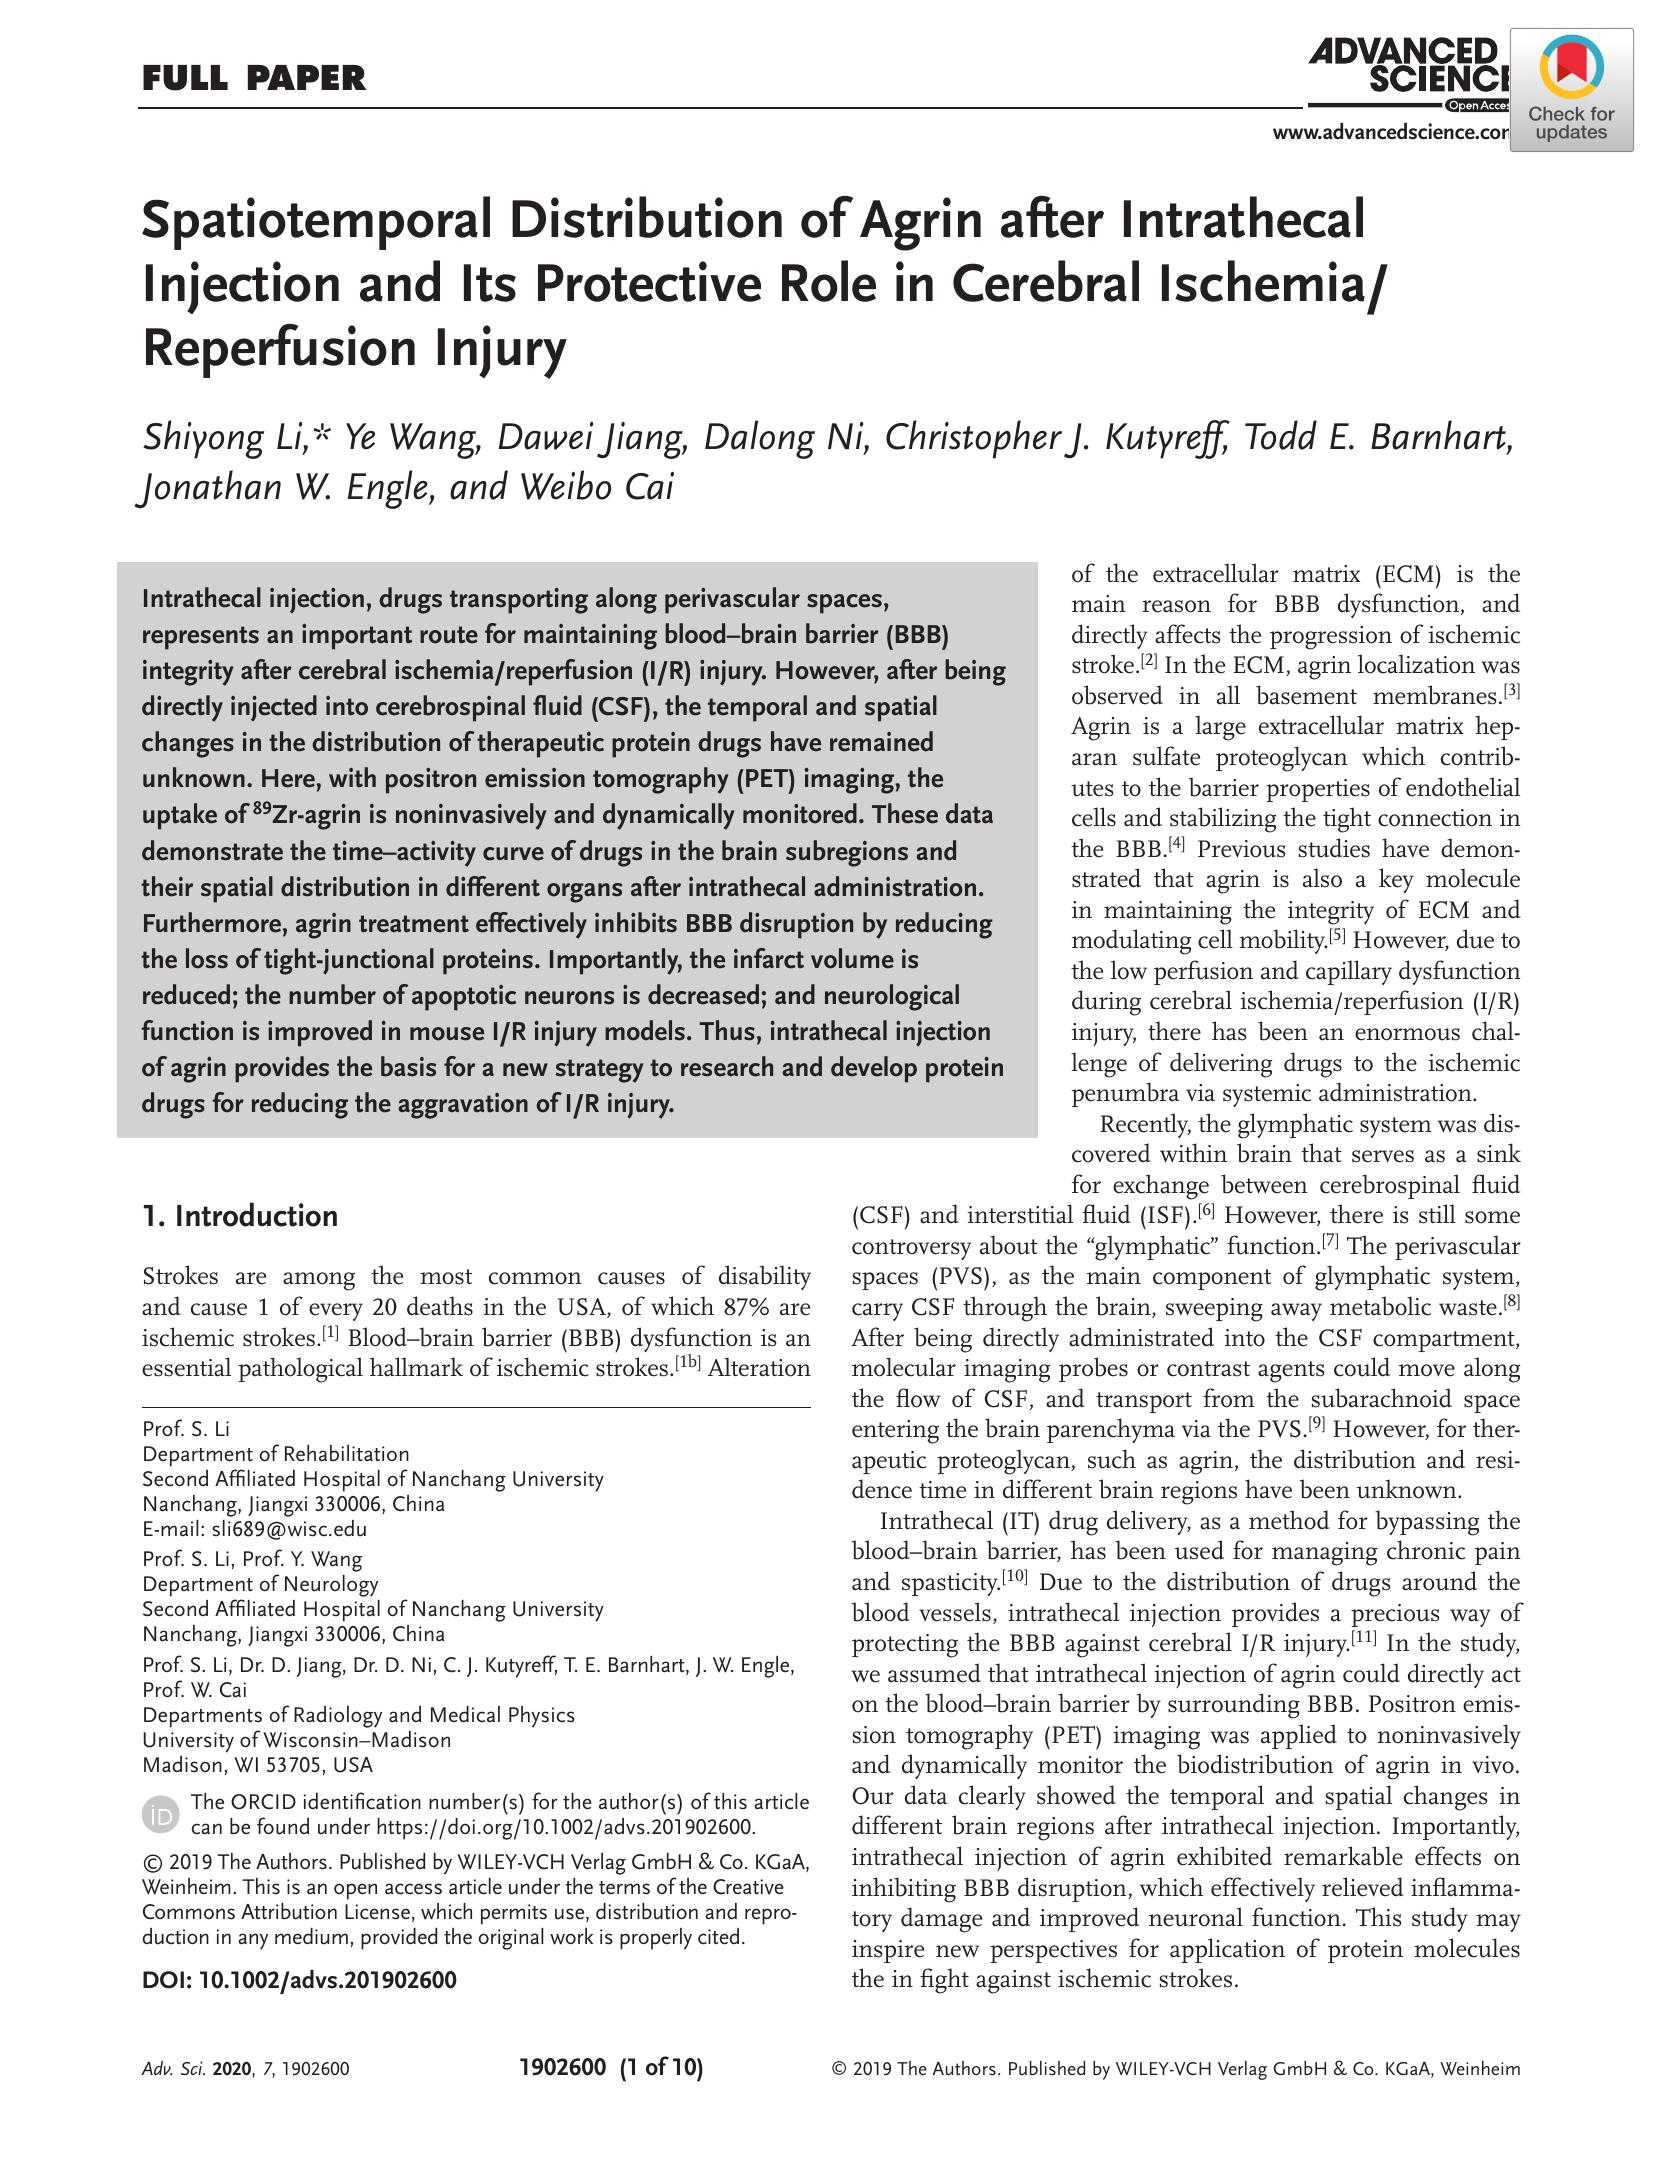 FULL PAPER
ADVANCED
SCIENCE
Open Access
www.advancedscience.com
Check for
updates
Spatiotemporal Distribution of Agrin after Intrathecal
Injection and Its Protective Role in Cerebral Ischemia/
Reperfusion Injury
Shiyong Li,* Ye Wang, Dawei Jiang, Dalong Ni, Christopher J. Kutyreff, Todd E. Barnhart,
Jonathan W. Engle, and Weibo Cai
Intrathecal injection, drugs transporting along perivascular spaces,
represents an important route for maintaining blood–brain barrier (BBB)
integrity after cerebral ischemia/reperfusion (I/R) injury. However, after being
directly injected into cerebrospinal fluid (CSF), the temporal and spatial
changes in the distribution of therapeutic protein drugs have remained
unknown. Here, with positron emission tomography (PET) imaging, the
uptake of ⁸⁹Zr-agrin is noninvasively and dynamically monitored. These data
demonstrate the time–activity curve of drugs in the brain subregions and
their spatial distribution in different organs after intrathecal administration.
Furthermore, agrin treatment effectively inhibits BBB disruption by reducing
the loss of tight-junctional proteins. Importantly, the infarct volume is
reduced; the number of apoptotic neurons is decreased; and neurological
function is improved in mouse I/R injury models. Thus, intrathecal injection
of agrin provides the basis for a new strategy to research and develop protein
drugs for reducing the aggravation of I/R injury.
1. Introduction
Strokes are among the most common causes of disability
and cause 1 of every 20 deaths in the USA, of which 87% are
ischemic strokes.[1] Blood–brain barrier (BBB) dysfunction is an
essential pathological hallmark of ischemic strokes.[1b] Alteration
Prof. S. Li
Department of Rehabilitation
Second Affiliated Hospital of Nanchang University
Nanchang, Jiangxi 330006, China
E-mail: sli689@wisc.edu
Prof. S. Li, Prof. Y. Wang
Department of Neurology
Second Affiliated Hospital of Nanchang University
Nanchang, Jiangxi 330006, China
Prof. S. Li, Dr. D. Jiang, Dr. D. Ni, C. J. Kutyreff, T. E. Barnhart, J. W. Engle,
Prof. W. Cai
Departments of Radiology and Medical Physics
University of Wisconsin–Madison
Madison, WI 53705, USA
iD
The ORCID identification number(s) for the author(s) of this article
can be found under https://doi.org/10.1002/advs.201902600.
© 2019 The Authors. Published by WILEY-VCH Verlag GmbH & Co. KGaA,
Weinheim. This is an open access article under the terms of the Creative
Commons Attribution License, which permits use, distribution and repro-
duction in any medium, provided the original work is properly cited.
DOI: 10.1002/advs.201902600
of the extracellular matrix (ECM) is the
main reason for BBB dysfunction, and
directly affects the progression of ischemic
stroke.[2] In the ECM, agrin localization was
observed in all basement membranes.[3]
Agrin is a large extracellular matrix hep-
aran sulfate proteoglycan which contrib-
utes to the barrier properties of endothelial
cells and stabilizing the tight connection in
the BBB.[4] Previous studies have demon-
strated that agrin is also a key molecule
in maintaining the integrity of ECM and
modulating cell mobility.[5] However, due to
the low perfusion and capillary dysfunction
during cerebral ischemia/reperfusion (I/R)
injury, there has been an enormous chal-
lenge of delivering drugs to the ischemic
penumbra via systemic administration.
Recently, the glymphatic system was dis-
covered within brain that serves as a sink
for exchange between cerebrospinal fluid
(CSF) and interstitial fluid (ISF).[6] However, there is still some
controversy about the “glymphatic” function.[7] The perivascular
spaces (PVS), as the main component of glymphatic system,
carry CSF through the brain, sweeping away metabolic waste.[8]
After being directly administrated into the CSF compartment,
molecular imaging probes or contrast agents could move along
the flow of CSF, and transport from the subarachnoid space
entering the brain parenchyma via the PVS.[9] However, for ther-
apeutic proteoglycan, such as agrin, the distribution and resi-
dence time in different brain regions have been unknown.
Intrathecal (IT) drug delivery, as a method for bypassing the
blood–brain barrier, has been used for managing chronic pain
and spasticity.[10] Due to the distribution of drugs around the
blood vessels, intrathecal injection provides a precious way of
protecting the BBB against cerebral I/R injury.[11] In the study,
we assumed that intrathecal injection of agrin could directly act
on the blood–brain barrier by surrounding BBB. Positron emis-
sion tomography (PET) imaging was applied to noninvasively
and dynamically monitor the biodistribution of agrin in vivo.
Our data clearly showed the temporal and spatial changes in
different brain regions after intrathecal injection. Importantly,
intrathecal injection of agrin exhibited remarkable effects on
inhibiting BBB disruption, which effectively relieved inflamma-
tory damage and improved neuronal function. This study may
inspire new perspectives for application of protein molecules
the in fight against ischemic strokes.
Adv. Sci. 2020, 7, 1902600
1902600 (1 of 10)
© 2019 The Authors. Published by WILEY-VCH Verlag GmbH & Co. KGaA, Weinheim